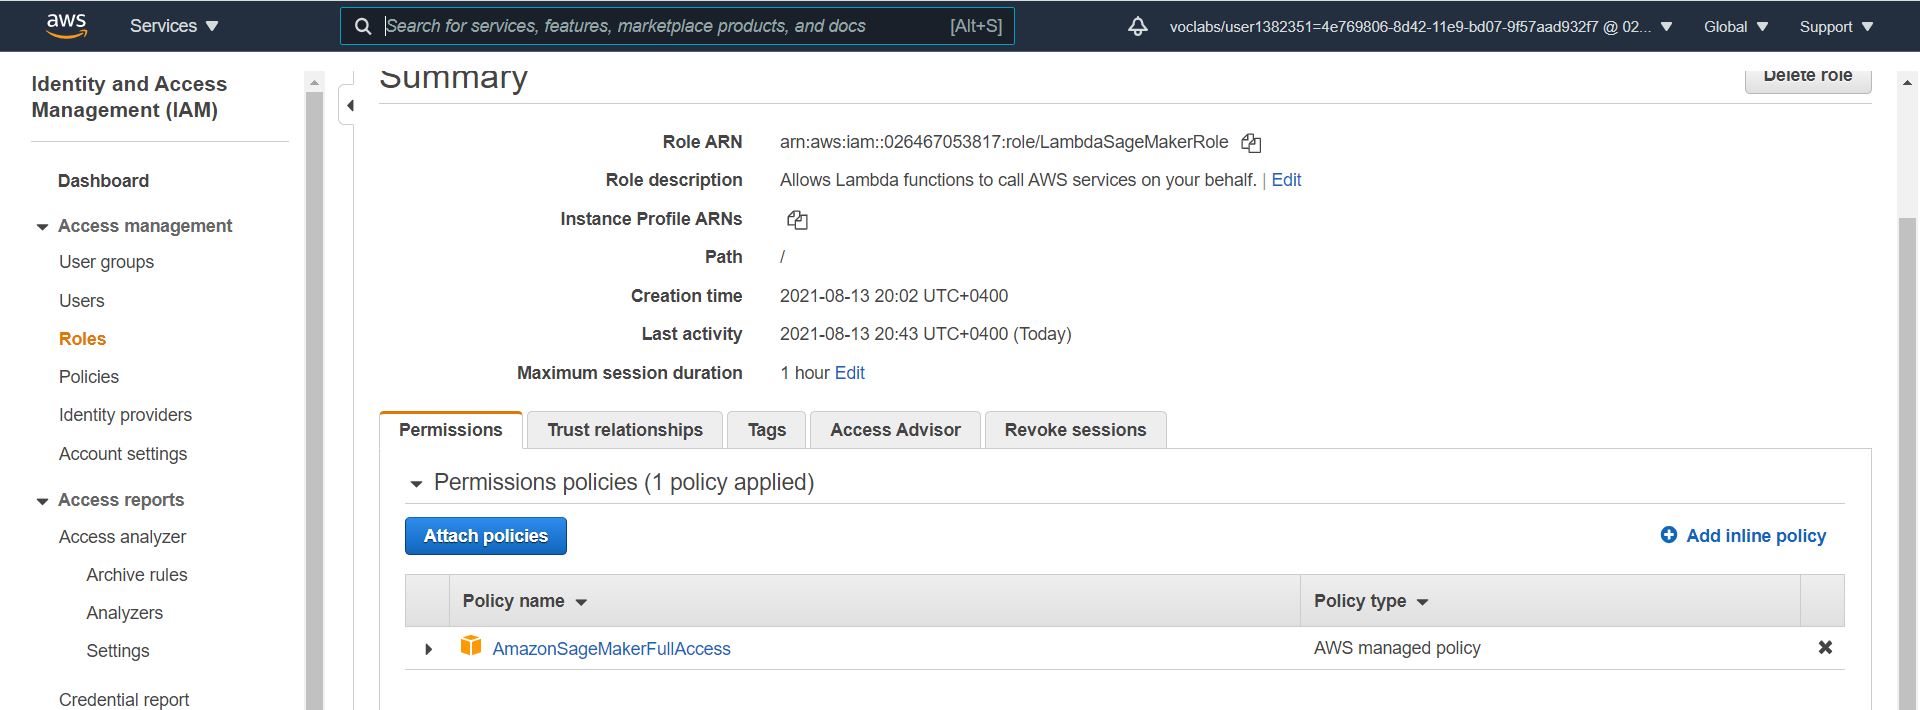 aws
Services
Search for services, features, marketplace products, and docs [Alt+S]
voclabs/user1382351=4e769806-8d42-11e9-bd07-9f57aad932f7 @ 02...
Global
Support
Identity and Access
Management (IAM)
Dashboard
Access management
User groups
Users
Roles
Policies
Identity providers
Account settings
Access reports
Access analyzer
Archive rules
Analyzers
Settings
Credential report
Summary
Delete role
Role ARN arn:aws:iam::026467053817:role/LambdaSageMakerRole
Role description Allows Lambda functions to call AWS services on your behalf. | Edit
Instance Profile ARNs
Path /
Creation time 2021-08-13 20:02 UTC+0400
Last activity 2021-08-13 20:43 UTC+0400 (Today)
Maximum session duration 1 hour Edit
Permissions Trust relationships Tags Access Advisor Revoke sessions
Permissions policies (1 policy applied)
Attach policies
Add inline policy
Policy name Policy type
AmazonSageMakerFullAccess AWS managed policy